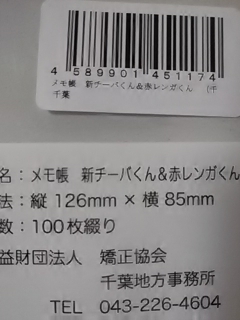 4 589901 451174
メモ帳 新チーバくん＆赤レンガくん (千
千葉
名：メモ帳 新チーバくん＆赤レンガくん
法：縦 126mm × 横 85mm
数：100枚綴り
益財団法人 矯正協会
千葉地方事務所
TEL 043-226-4604